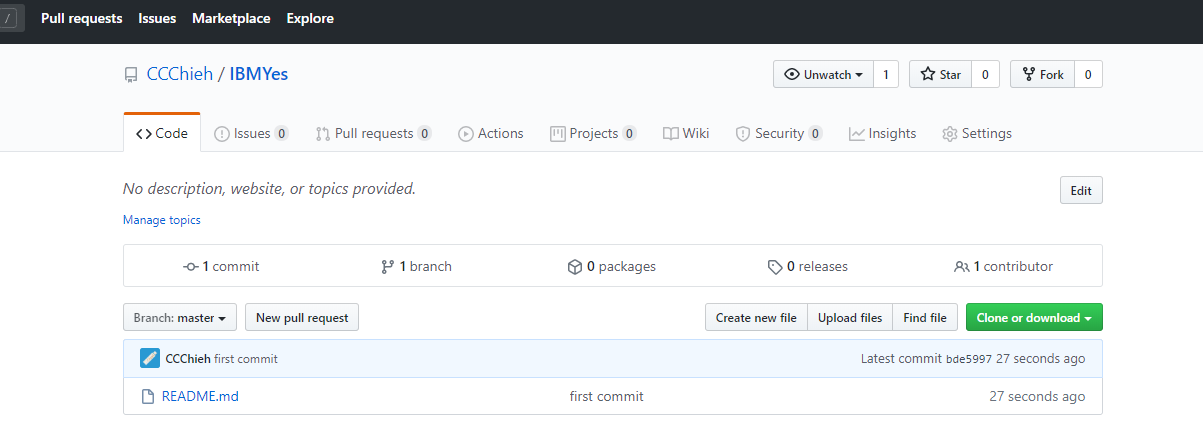 / Pull requests Issues Marketplace Explore
CCChieh / IBMYes Unwatch 1 Star 0 Fork 0
Code Issues 0 Pull requests 0 Actions Projects 0 Wiki Security 0 Insights Settings
No description, website, or topics provided. Edit
Manage topics
1 commit 1 branch 0 packages 0 releases 1 contributor
Branch: master New pull request Create new file Upload files Find file Clone or download
CCChieh first commit Latest commit bde5997 27 seconds ago
README.md first commit 27 seconds ago